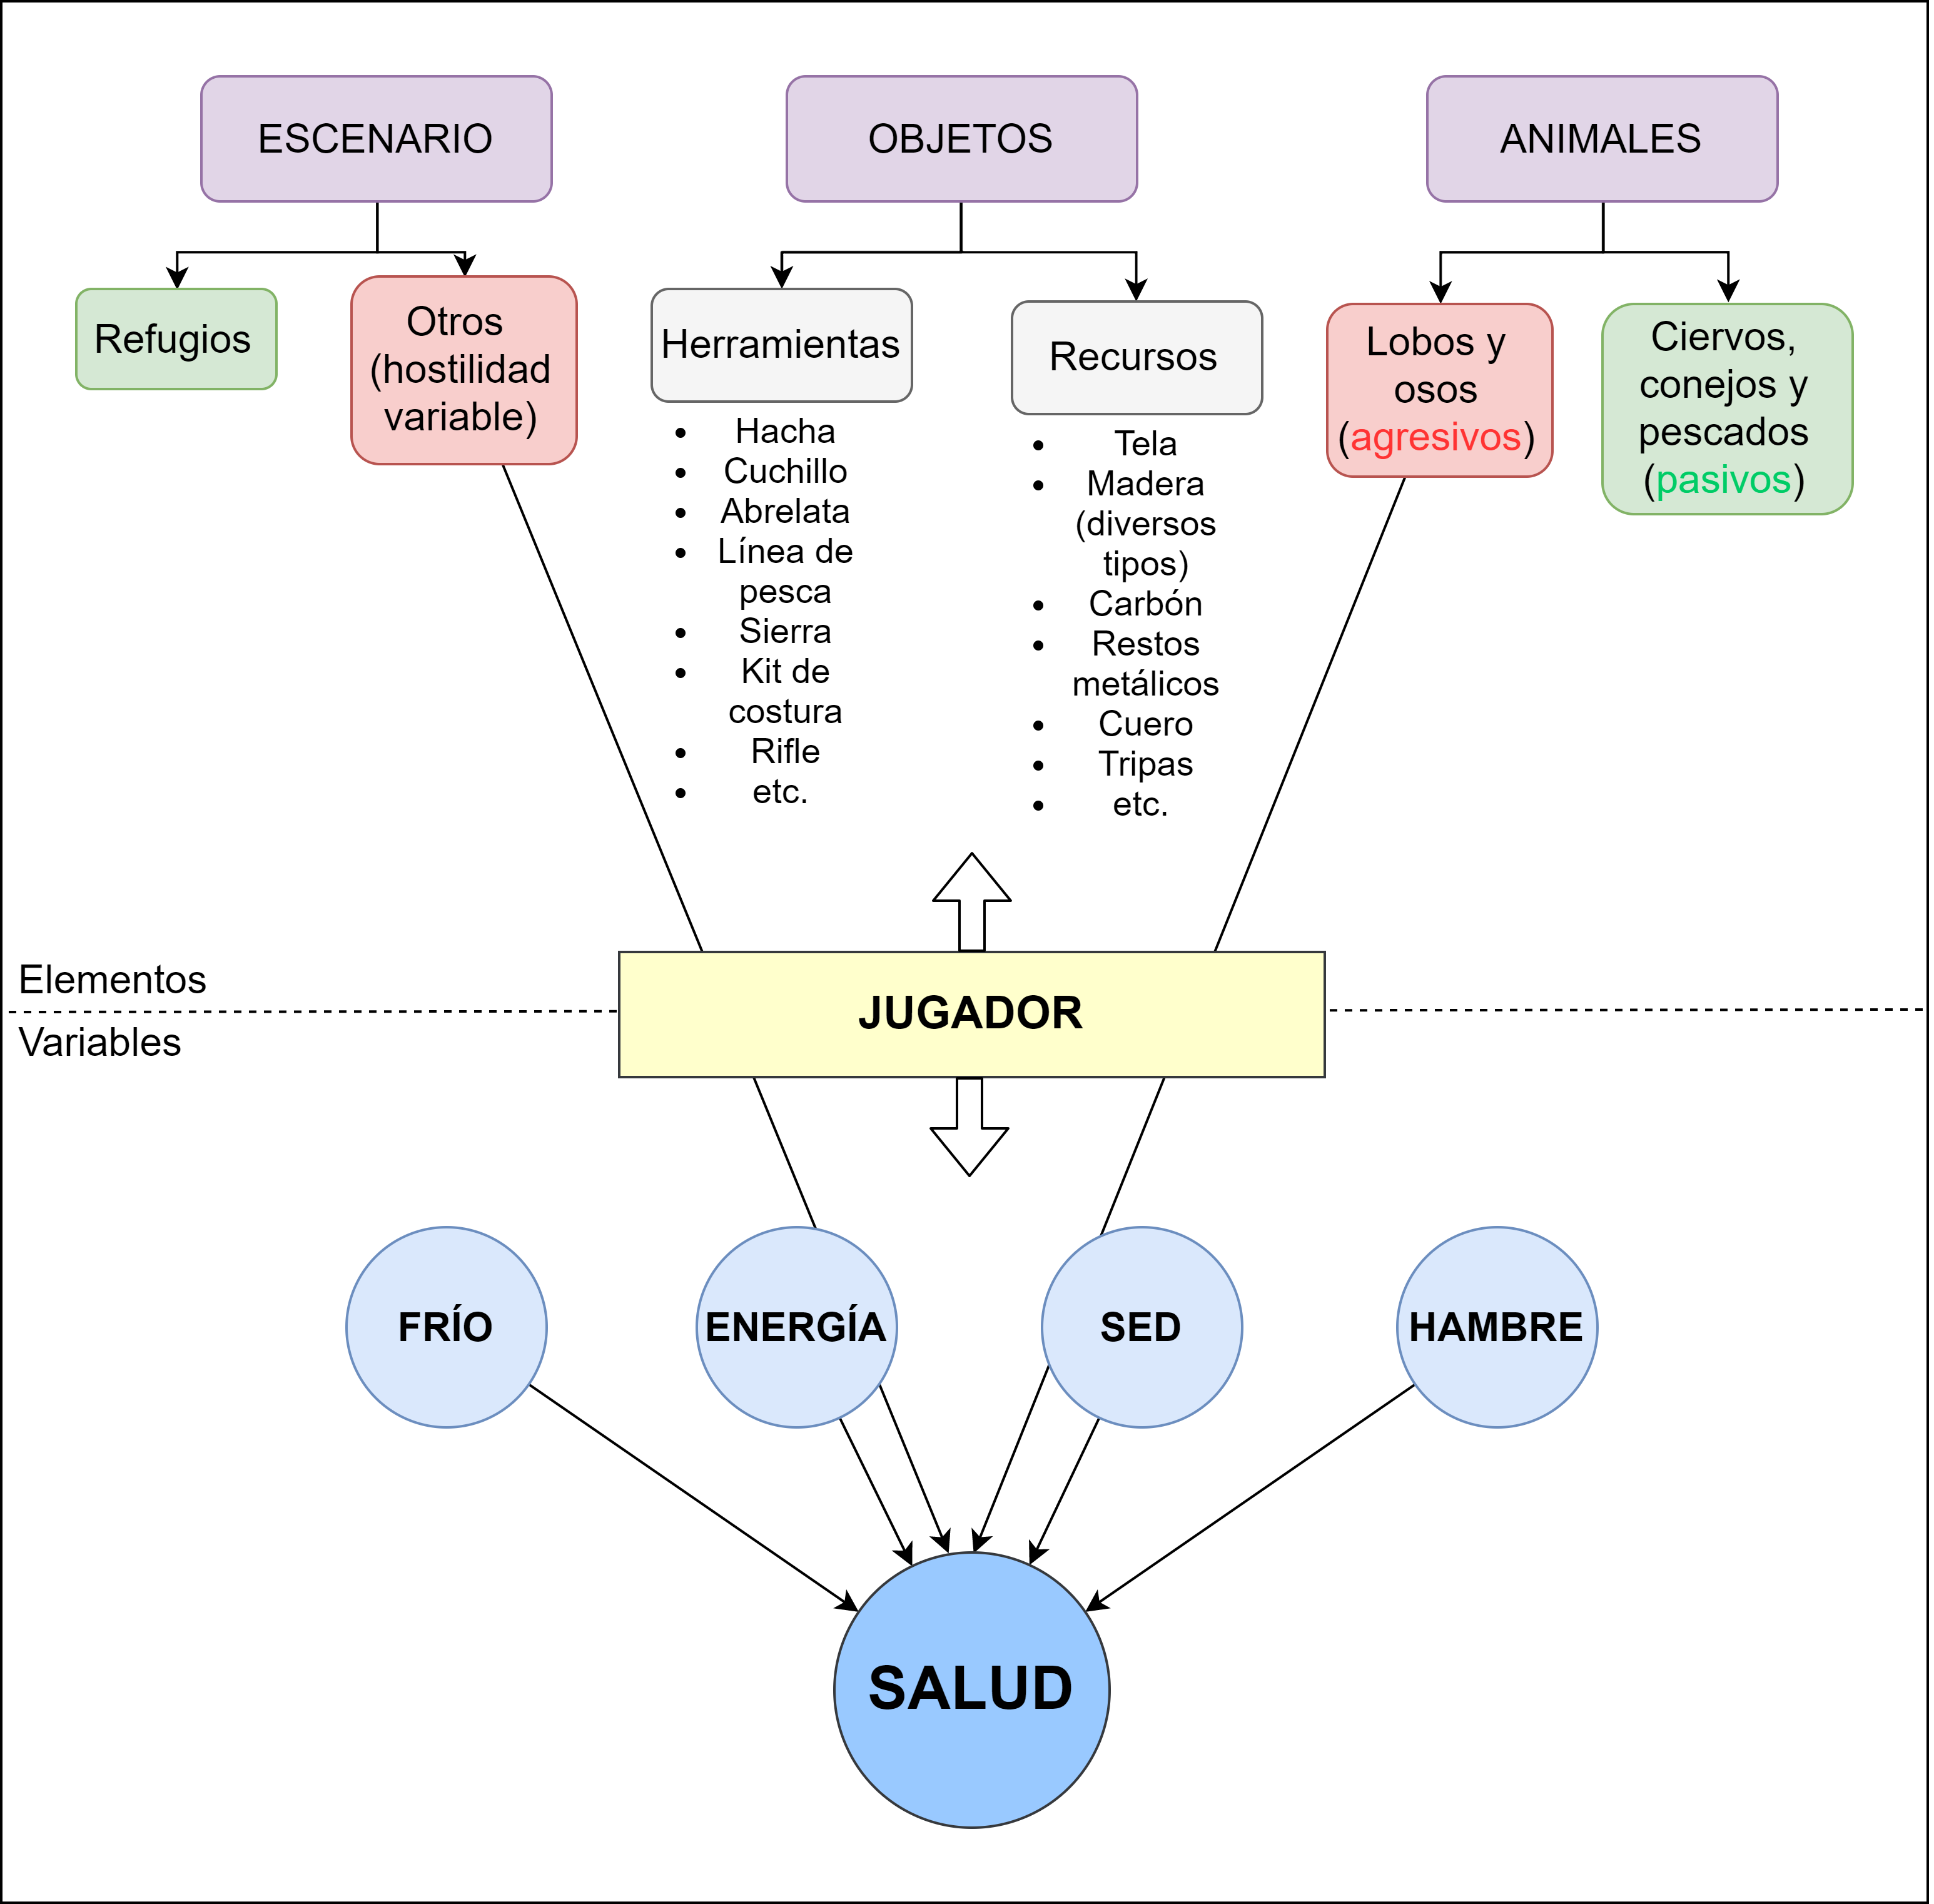 ESCENARIO
OBJETOS
ANIMALES
Refugios
Otros
(hostilidad
variable)
Herramientas
• Hacha
• Cuchillo
• Abrelata
• Línea de
pesca
• Sierra
• Kit de
costura
• Rifle
• etc.
Recursos
• Tela
• Madera
(diversos
tipos)
• Carbón
• Restos
metálicos
• Cuero
• Tripas
• etc.
Lobos y
osos
(agresivos)
Ciervos,
conejos y
pescados
(pasivos)
Elementos
JUGADOR
Variables
FRÍO
ENERGÍA
SED
HAMBRE
SALUD